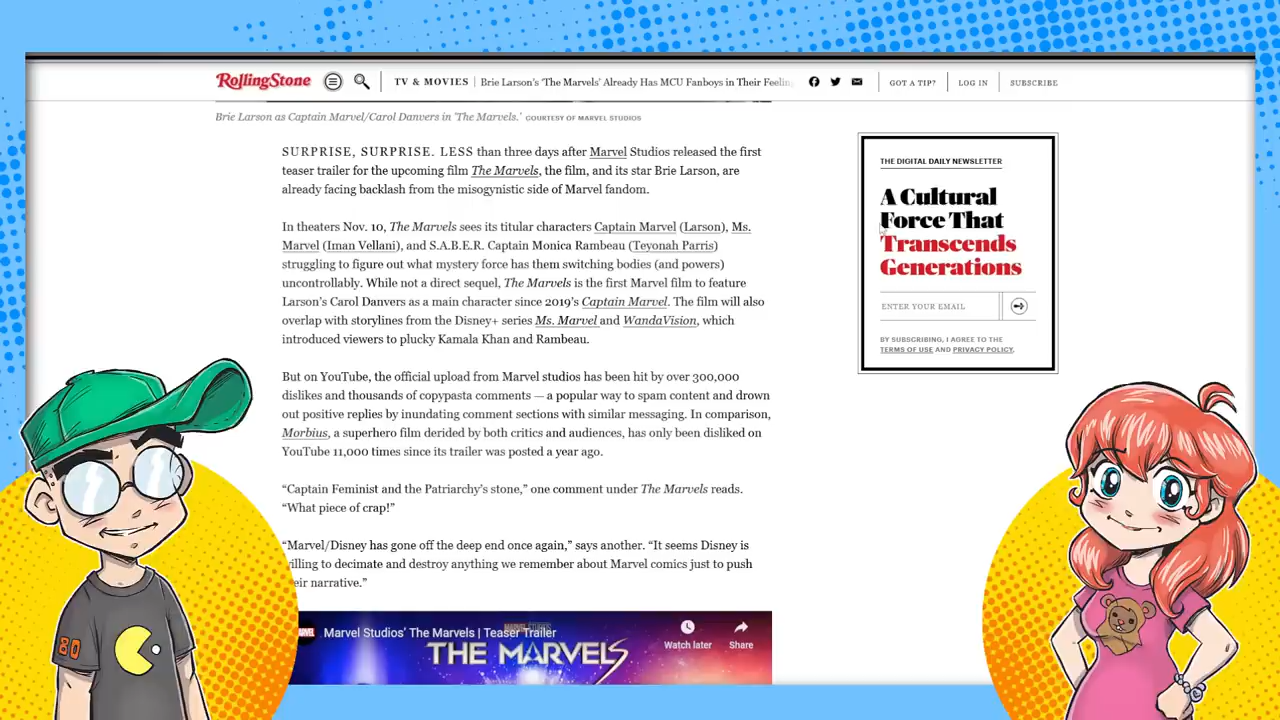 RollingStone
TV & MOVIES
Brie Larson's 'The Marvels' Already Has MCU Fanboys in Their
GOT A TIP?
LOG IN
SUBSCRIBE
Brie Larson as Captain Marvel/Carol Danvers in 'The Marvels.' COURTESY OF MARVEL STUDIOS
SURPRISE, SURPRISE. LESS than three days after Marvel Studios released the first
teaser trailer for the upcoming film The Marvels, the film, and its star Brie Larson, are
already facing backlash from the misogynistic side of Marvel fandom.
In theaters Nov. 10, The Marvels sees its titular characters Captain Marvel (Larson), Ms.
Marvel (Iman Vellani), and S.A.B.E.R. Captain Monica Rambeau (Teyonah Parris)
struggling to figure out what mystery force has them switching bodies (and powers)
uncontrollably. While not a direct sequel, The Marvels is the first Marvel film to feature
Larson's Carol Danvers as a main character since 2019's Captain Marvel. The film will also
overlap with storylines from the Disney+ series Ms. Marvel and WandaVision, which
introduced viewers to plucky Kamala Khan and Rambeau.
But on YouTube, the official upload from Marvel studios has been hit by over 300,000
dislikes and thousands of copypasta comments — a popular way to spam content and drown
out positive replies by inundating comment sections with similar messaging. In comparison,
Morbius, a superhero film derided by both critics and audiences, has only been disliked on
YouTube 11,000 times since its trailer was posted a year ago.
“Captain Feminist and the Patriarchy's stone,” one comment under The Marvels reads.
“What piece of crap!”
“Marvel/Disney has gone off the deep end once again,” says another. “It seems Disney is
willing to decimate and destroy anything we remember about Marvel comics just to push
their narrative.”
MARVEL
Marvel Studios' The Marvels | Teaser Trailer
Watch later
Share
THE MARVELS
THE DIGITAL DAILY NEWSLETTER
A Cultural
Force That
Transcends
Generations
ENTER YOUR EMAIL
BY SUBSCRIBING, I AGREE TO THE
TERMS OF USE AND PRIVACY POLICY.
80